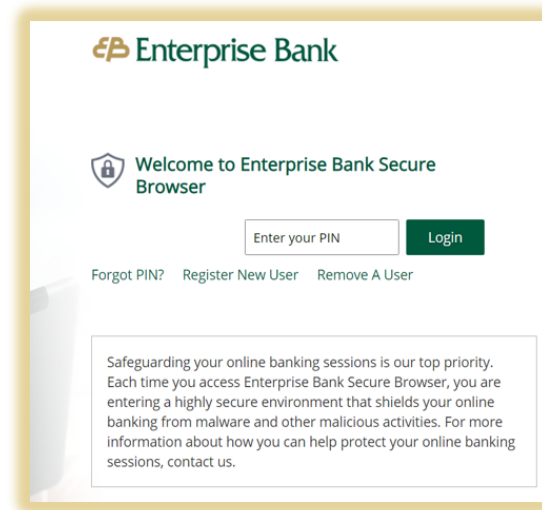 EB Enterprise Bank
Welcome to Enterprise Bank Secure
Browser
Enter your PIN
Login
Forgot PIN? Register New User Remove A User
Safeguarding your online banking sessions is our top priority.
Each time you access Enterprise Bank Secure Browser, you are
entering a highly secure environment that shields your online
banking from malware and other malicious activities. For more
information about how you can help protect your online banking
sessions, contact us.